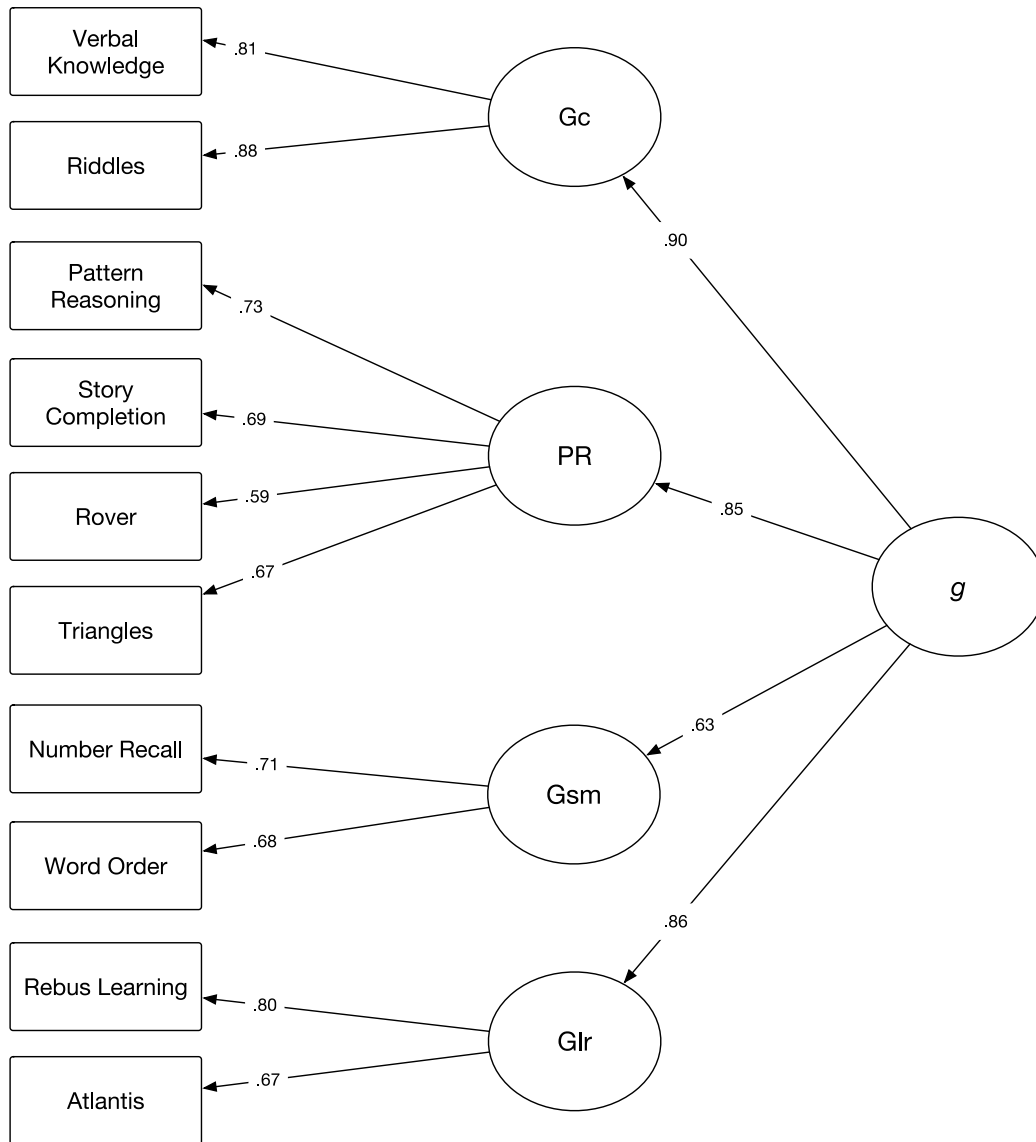 Verbal
Knowledge
.81
Gc
Riddles
.88
.90
Pattern
Reasoning
.73
Story
Completion
.69
PR
Rover
.59
.85
Triangles
.67
g
Number Recall
.71
.63
Gsm
Word Order
.68
.86
Rebus Learning
.80
Glr
Atlantis
.67